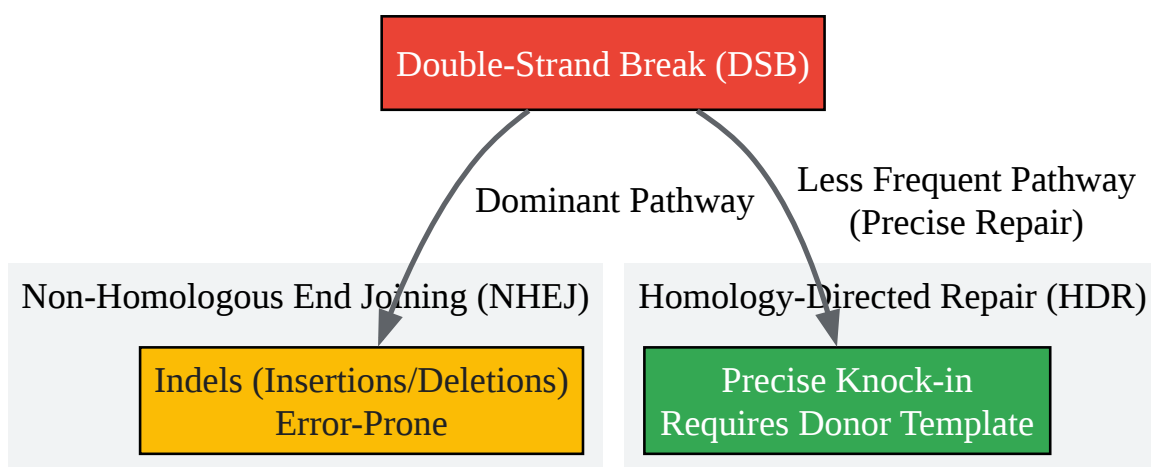 Double-Strand Break (DSB)
Dominant Pathway
Less Frequent Pathway
(Precise Repair)
Non-Homologous End Joining (NHEJ)
Indels (Insertions/Deletions)
Error-Prone
Homology-Directed Repair (HDR)
Precise Knock-in
Requires Donor Template